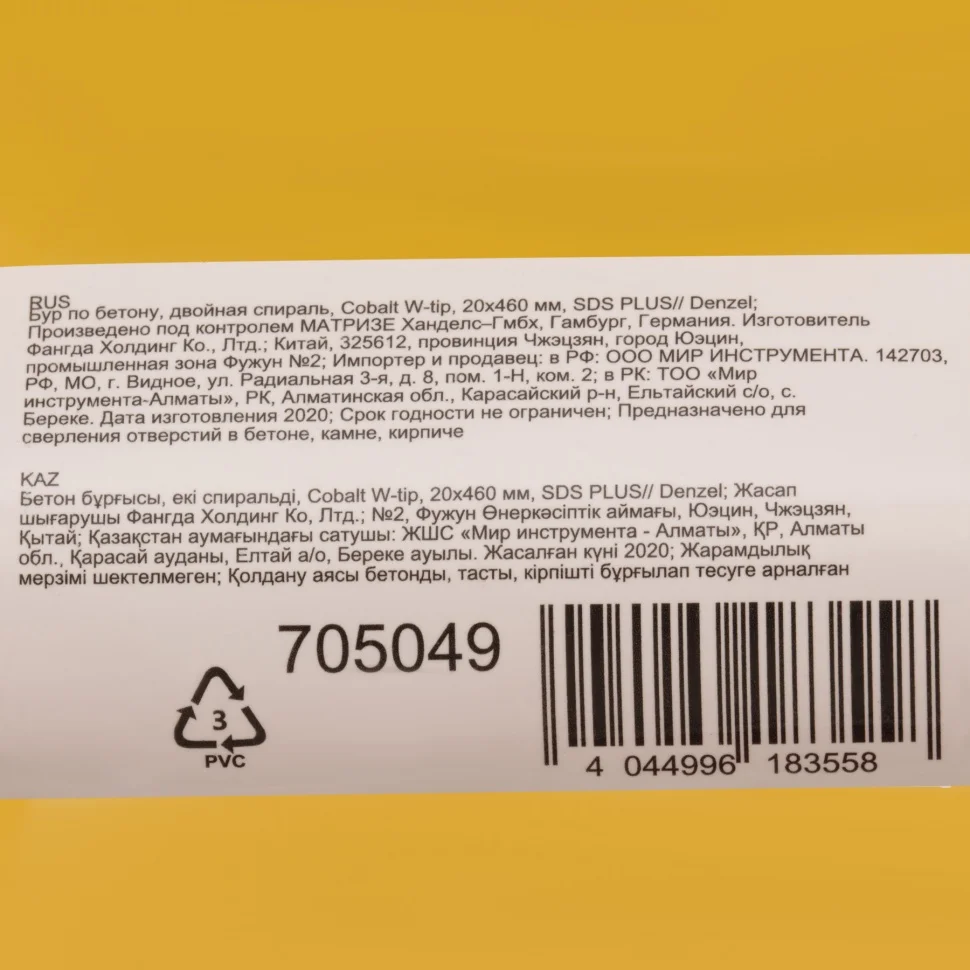 RUS
Бур по бетону, двойная спираль, Cobalt W-tip, 20x460 мм, SDS PLUS// Denzel;
Произведено под контролем МАТРИЗЕ Ханделс–Гмбх, Гамбург, Германия. Изготовитель
Фангда Холдинг Ко., Лтд.; Китай, 325612, провинция Чжэцзян, город Юэцин,
промышленная зона Фужун №2; Импортер и продавец: в РФ: ООО МИР ИНСТРУМЕНТА. 142703,
РФ, МО, г. Видное, ул. Радиальная 3-я, д. 8, пом. 1-Н, ком. 2; в РК: ТОО «Мир
инструмента-Алматы», РК, Алматинская обл., Карасайский р-н, Ельтайский с/о, с.
Береке. Дата изготовления 2020; Срок годности не ограничен; Предназначено для
сверления отверстий в бетоне, камне, кирпиче
KAZ
Бетон бұрғысы, екі спиральді, Cobalt W-tip, 20x460 мм, SDS PLUS// Denzel; Жасап
шығарушы Фангда Холдинг Ко, Лтд.; №2, Фужун Өнеркәсіптік аймағы, Юэцин, Чжэцзян,
Қытай; Қазақстан аумағындағы сатушы: ЖШС «Мир инструмента - Алматы», ҚР, Алматы
обл., Қарасай ауданы, Елтай а/о, Береке ауылы. Жасалған күні 2020; Жарамдылық
мерзімі шектелмеген; Қолдану аясы бетонды, тасты, кірпішті бұрғылап тесуге арналған
705049
3
PVC
4 044996 183558